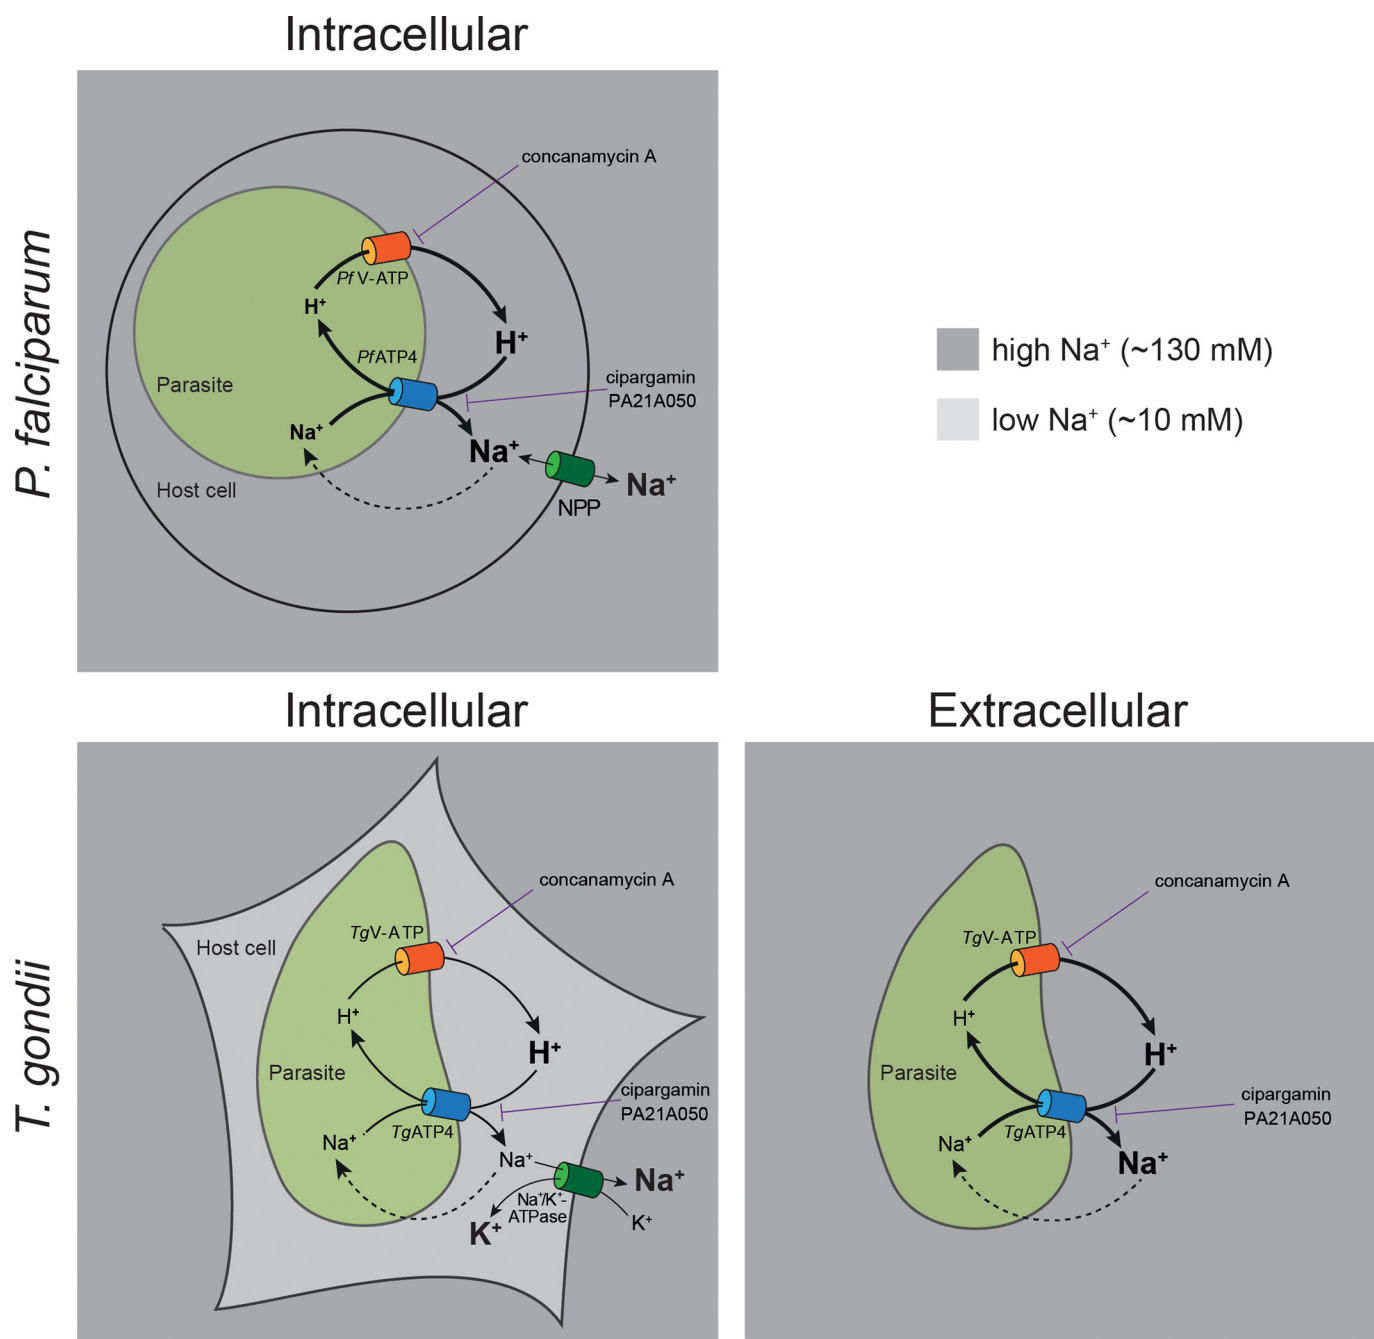 Intracellular
P. falciparum
concanamycin A
Pf V-ATP
H⁺
H⁺
PfATP4
cipargamin
PA21A050
Parasite
Na⁺
Na⁺
Na⁺
Host cell
NPP
high Na⁺ (~130 mM)
low Na⁺ (~10 mM)
Intracellular
Extracellular
T. gondii
concanamycin A
TgV-ATP
Host cell
H⁺
H⁺
Parasite
cipargamin
PA21A050
TgATP4
Na⁺
Na⁺
Na⁺
Na⁺/K⁺-
ATPase
K⁺
K⁺
concanamycin A
TgV-ATP
H⁺
H⁺
Parasite
cipargamin
PA21A050
TgATP4
Na⁺
Na⁺